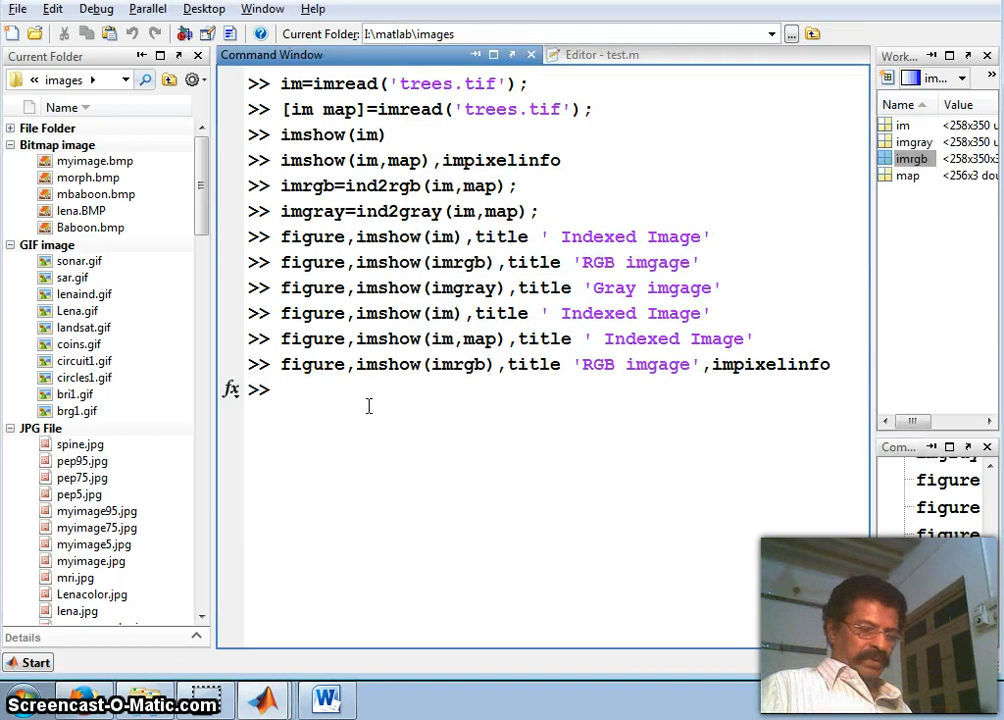 File Edit Debug Parallel Desktop Window Help
Current Folder: I:\matlab\images ...
Current Folder
« images
Name
File Folder
Bitmap image
myimage.bmp
morph.bmp
mbaboon.bmp
lena.BMP
Baboon.bmp
GIF image
sonar.gif
sar.gif
lenaind.gif
Lena.gif
landsat.gif
coins.gif
circuit1.gif
circles1.gif
bri1.gif
brg1.gif
JPG File
spine.jpg
pep95.jpg
pep75.jpg
pep5.jpg
myimage95.jpg
myimage75.jpg
myimage5.jpg
myimage.jpg
mri.jpg
Lenacolor.jpg
lena.jpg
Details
Start
Command Window
Editor - test.m
>> im=imread('trees.tif');
>> [im map]=imread('trees.tif');
>> imshow(im)
>> imshow(im,map),impixelinfo
>> imrgb=ind2rgb(im,map);
>> imgray=ind2gray(im,map);
>> figure,imshow(im),title ' Indexed Image'
>> figure,imshow(imrgb),title 'RGB imgage'
>> figure,imshow(imgray),title 'Gray imgage'
>> figure,imshow(im),title ' Indexed Image'
>> figure,imshow(im,map),title ' Indexed Image'
>> figure,imshow(imrgb),title 'RGB imgage',impixelinfo
fx >>
Work...
im...
Name Value
im <258x350 u
imgray <258x350 u
imrgb <258x350x3
map <256x3 dou
Com...
figure
figure
figure
Screencast-O-Matic.com